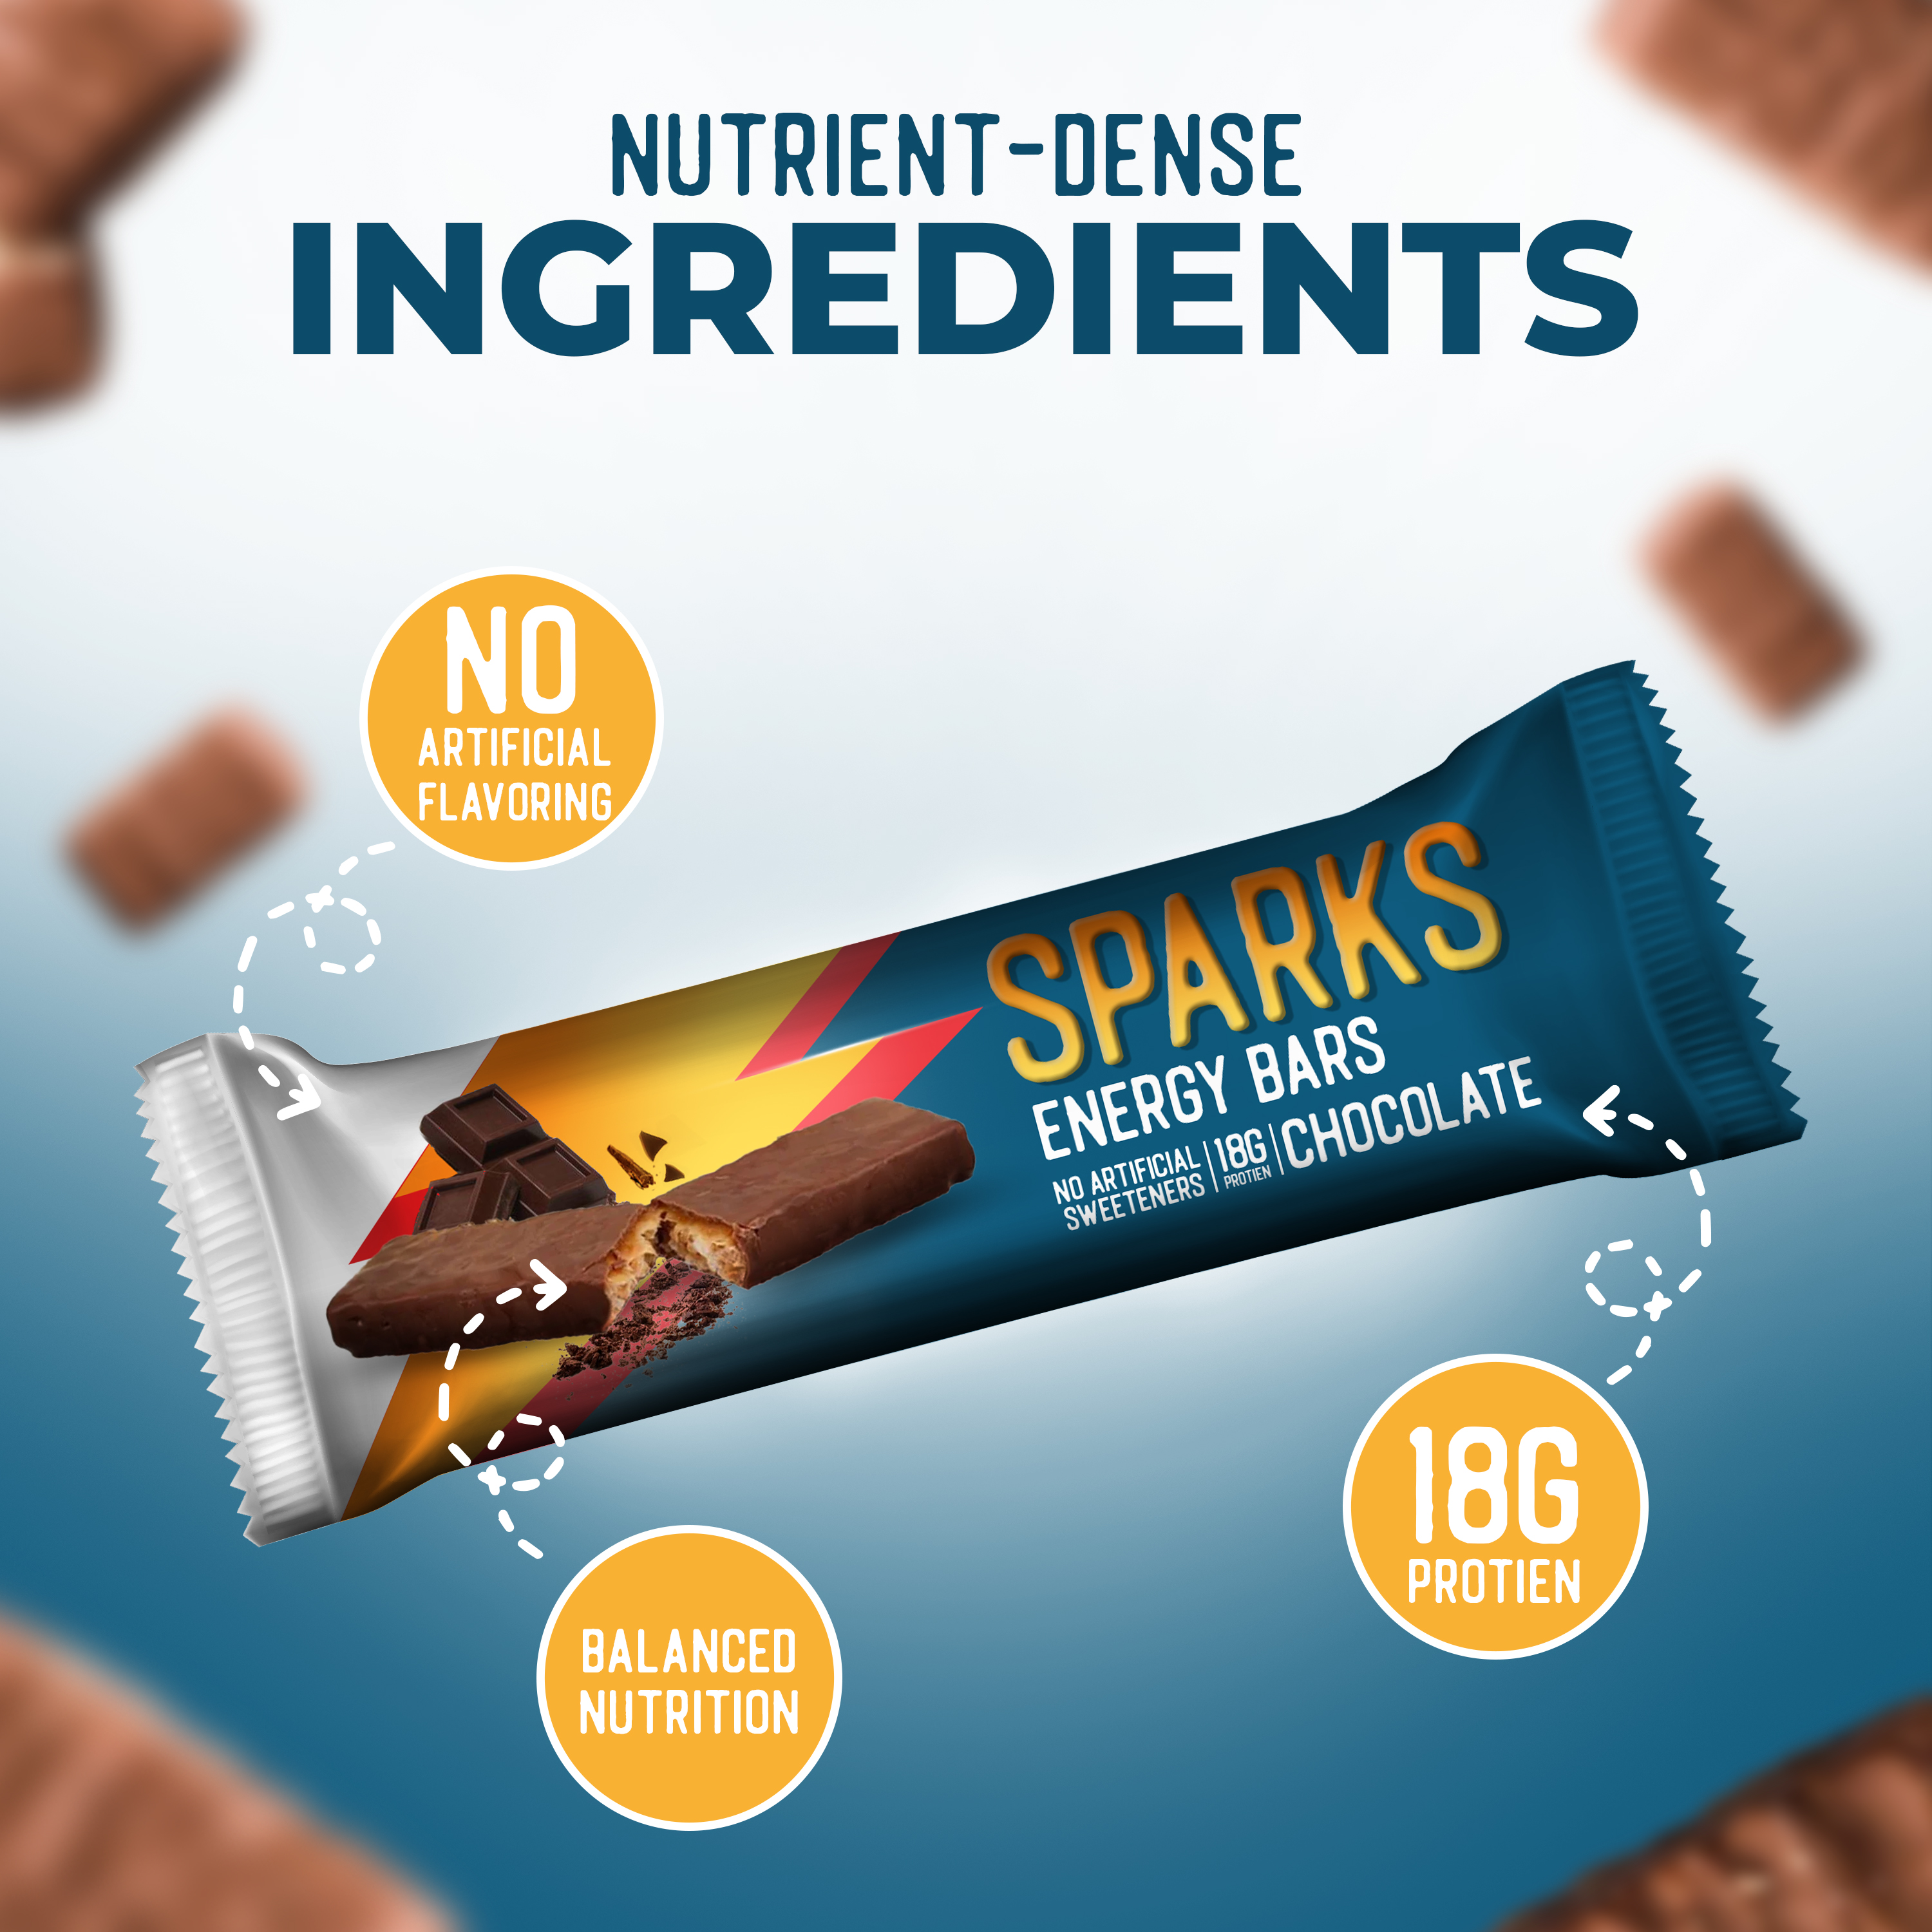 NUTRIENT-DENSE
INGREDIENTS
NO
ARTIFICIAL
FLAVORING
SPARKS
ENERGY BARS
NO ARTIFICIAL
SWEETENERS
18G
PROTIEN
CHOCOLATE
18G
PROTIEN
BALANCED
NUTRITION